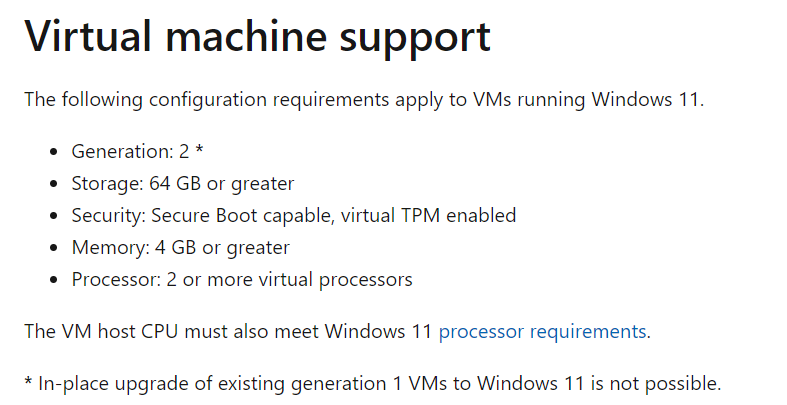 Virtual machine support
The following configuration requirements apply to VMs running Windows 11.
• Generation: 2 *
• Storage: 64 GB or greater
• Security: Secure Boot capable, virtual TPM enabled
• Memory: 4 GB or greater
• Processor: 2 or more virtual processors
The VM host CPU must also meet Windows 11 processor requirements.
* In-place upgrade of existing generation 1 VMs to Windows 11 is not possible.